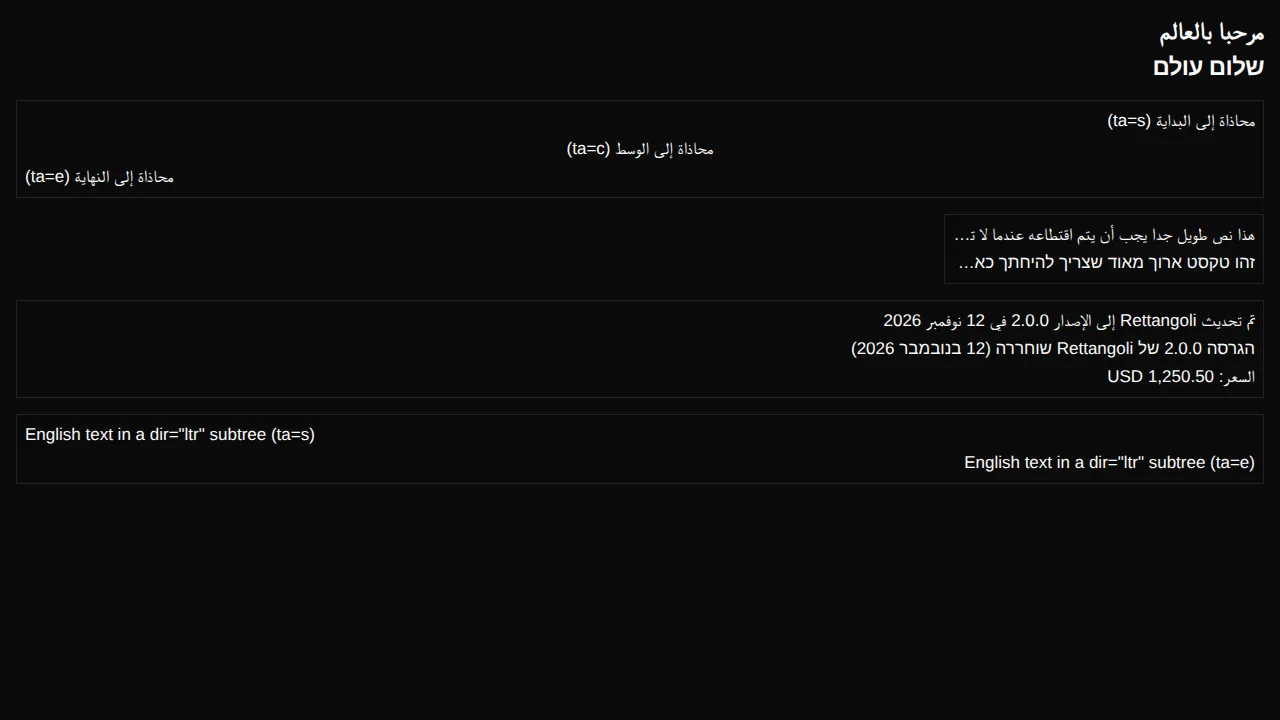 مرحبا بالعالم
שלום עולם
محاذاة إلى البداية (ta=s)
محاذاة إلى الوسط (ta=c)
محاذاة إلى النهاية (ta=e)
هذا نص طويل جدا يجب أن يتم اقتطاعه عندما لا تـ…
זהו טקסט ארוך מאוד שצריך להיחתך כא…
تم تحديث Rettangoli إلى الإصدار 2.0.0 في 12 نوفمبر 2026
הגרסה 2.0.0 של Rettangoli שוחררה (12 בנובמבר 2026)
السعر: 1,250.50 USD
English text in a dir="ltr" subtree (ta=s)
English text in a dir="ltr" subtree (ta=e)